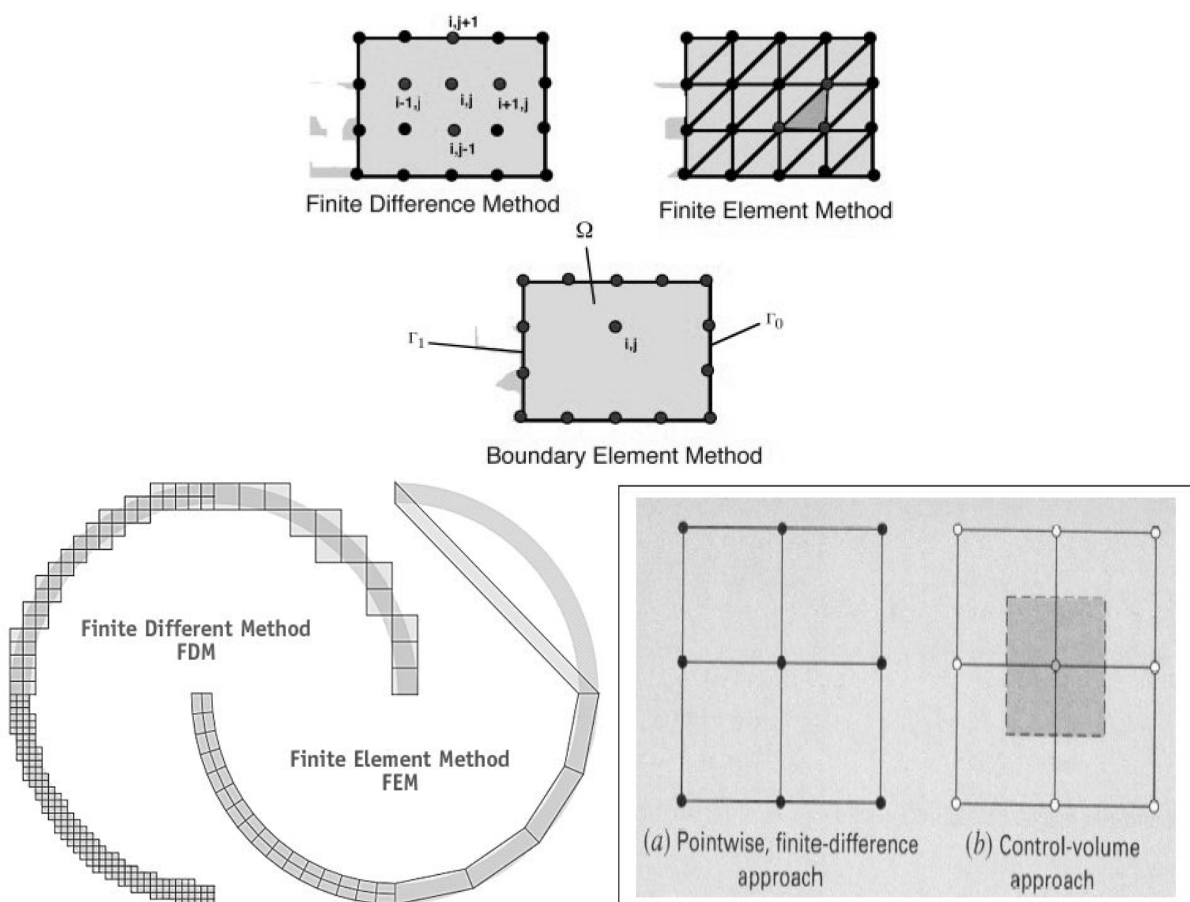 i,j+1
i-1,j
i,j
i+1,j
i,j-1
Finite Difference Method
Finite Element Method
Ω
Γ1
Γ0
i,j
Boundary Element Method
Finite Different Method
FDM
Finite Element Method
FEM
(a) Pointwise, finite-difference
approach
(b) Control-volume
approach